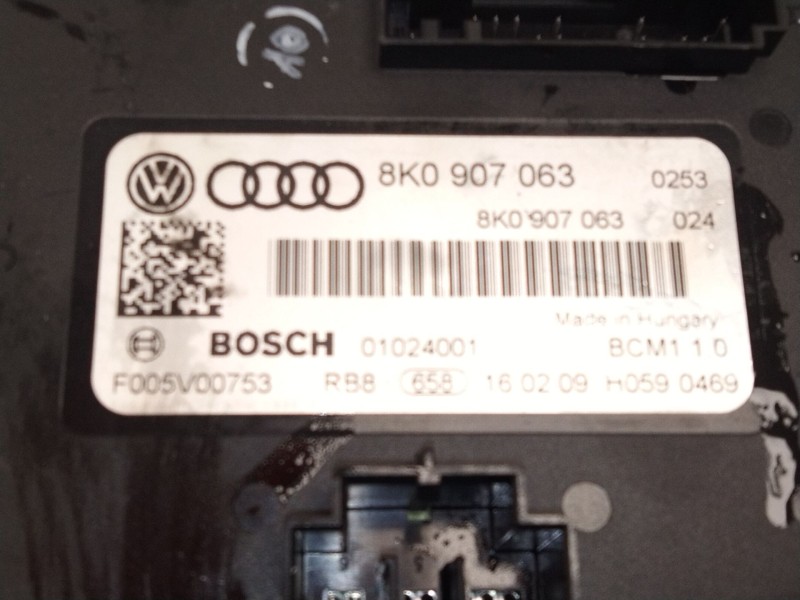 8K0 907 063 0253
8K0 907 063 024
Made in Hungary
BOSCH 01024001 BCM1 1.0
F005V00753 RB8 658 16.02.09 H059 0469